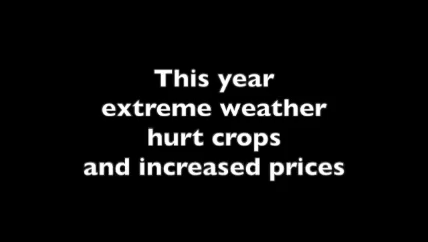 This year
extreme weather
hurt crops
and increased prices